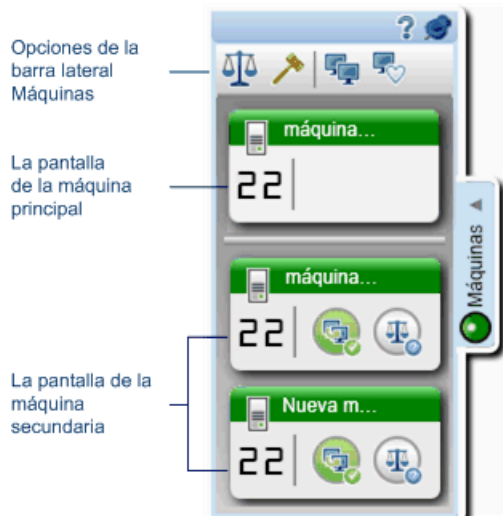 ?
Opciones de la
barra lateral
Máquinas
máquina...
22
La pantalla
de la máquina
principal
Máquinas
máquina...
22
La pantalla de la
máquina
secundaria
Nueva m...
22